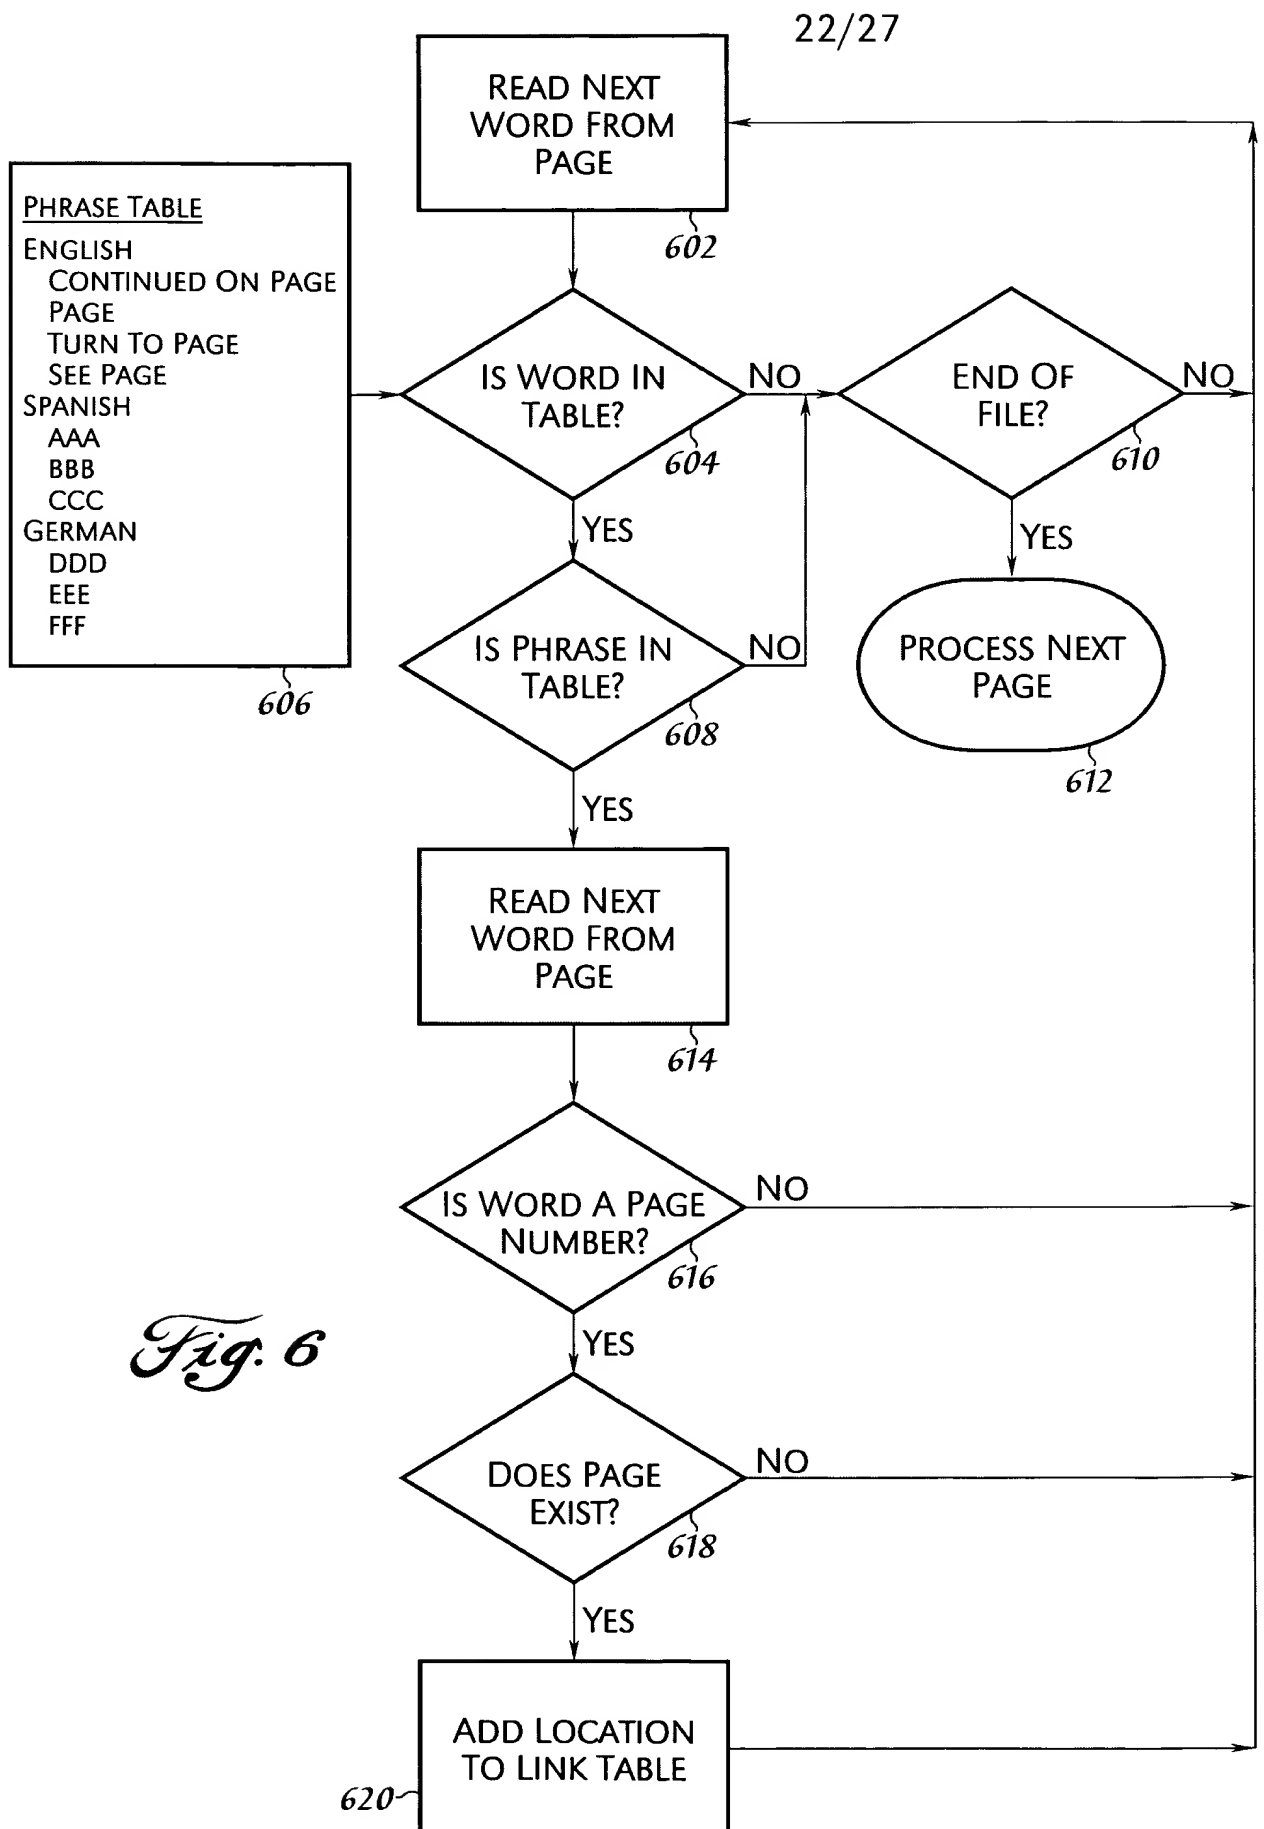 22/27
READ NEXT
WORD FROM
PAGE
602
PHRASE TABLE
ENGLISH
CONTINUED ON PAGE
PAGE
TURN TO PAGE
SEE PAGE
SPANISH
AAA
BBB
CCC
GERMAN
DDD
EEE
FFF
606
IS WORD IN
TABLE?
604
NO
END OF
FILE?
610
NO
YES
YES
IS PHRASE IN
TABLE?
608
NO
PROCESS NEXT
PAGE
612
YES
READ NEXT
WORD FROM
PAGE
614
IS WORD A PAGE
NUMBER?
616
NO
YES
Fig. 6
DOES PAGE
EXIST?
618
NO
YES
ADD LOCATION
TO LINK TABLE
620